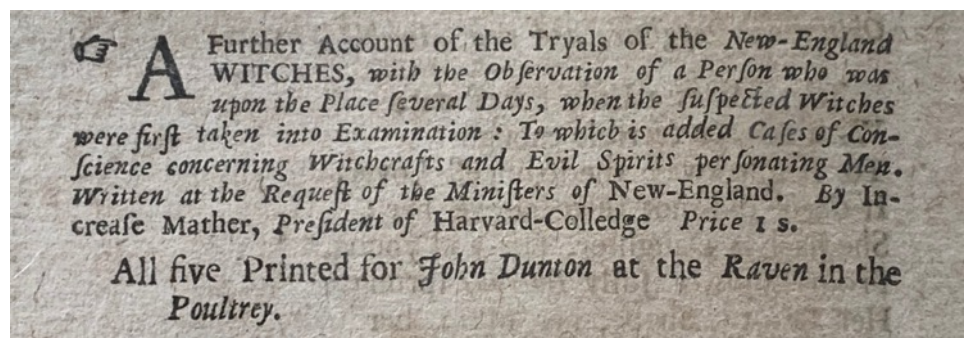 ☞ A Further Account of the Tryals of the New-England
WITCHES, with the Obſervation of a Perſon who was
upon the Place ſeveral Days, when the ſuſpected Witches
were firſt taken into Examination : To which is added Caſes of Con-
ſcience concerning Witchcrafts and Evil Spirits perſonating Men.
Written at the Requeſt of the Miniſters of New-England. By In-
creaſe Mather, Preſident of Harvard-Colledge Price 1 s.
All five Printed for John Dunton at the Raven in the
Poultrey.